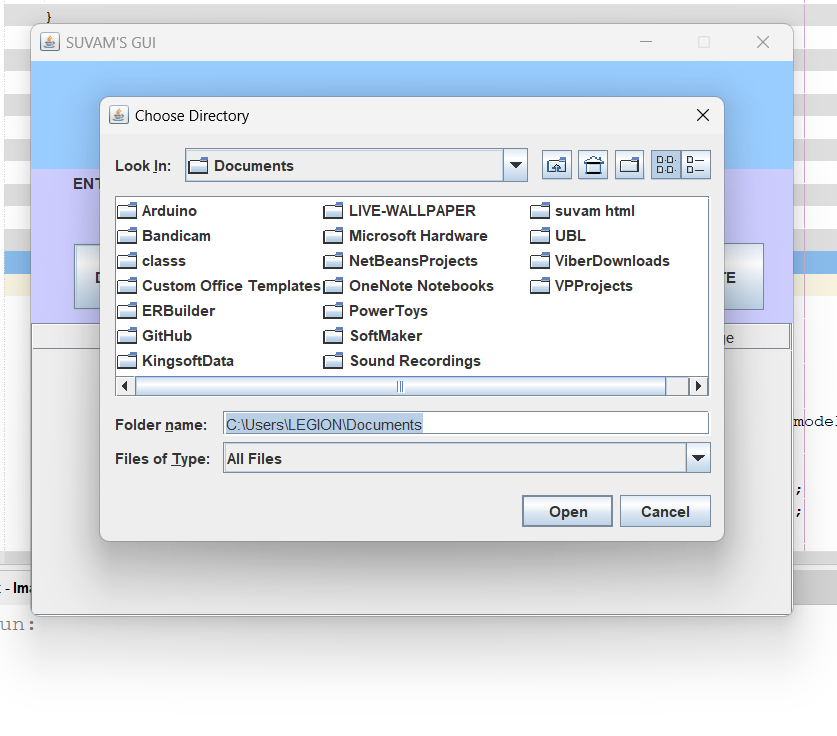 }
SUVAM'S GUI
Choose Directory
Look In: Documents
ENT
Arduino LIVE-WALLPAPER suvam html
Bandicam Microsoft Hardware UBL
classs NetBeansProjects ViberDownloads
Custom Office Templates OneNote Notebooks VPProjects
TE
ERBuilder PowerToys
GitHub SoftMaker
KingsoftData Sound Recordings
Folder name: C:\Users\LEGION\Documents
model
Files of Type: All Files
;
Open Cancel
;
- Ima
un: